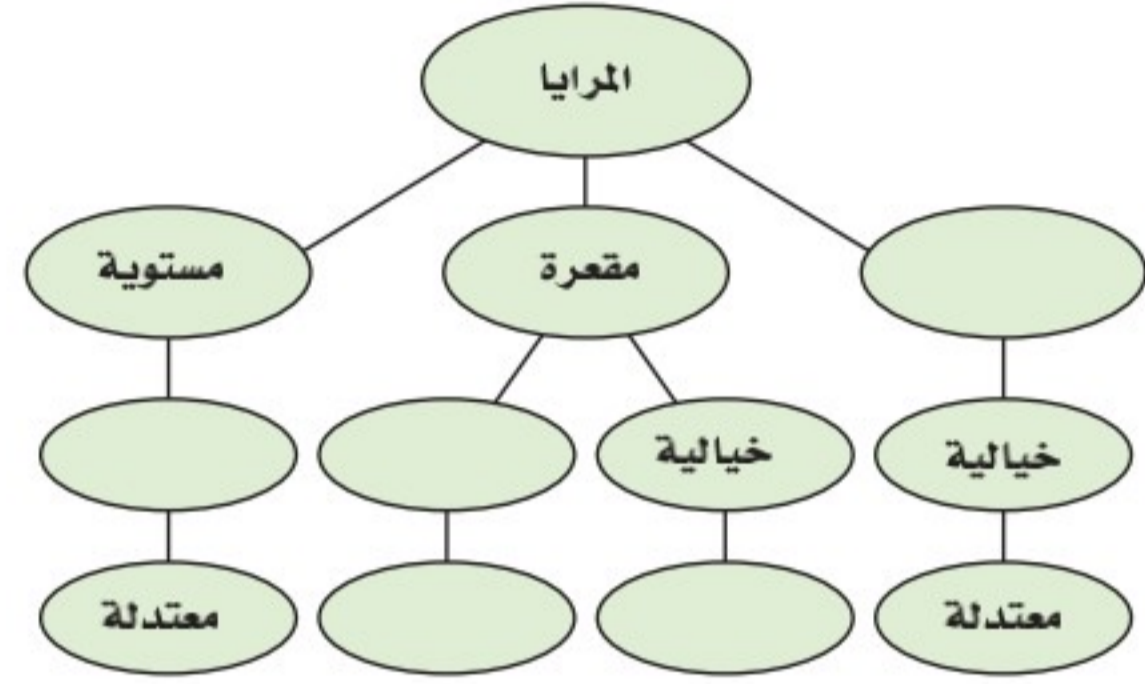 المرايا
مقعرة
مستوية
خيالية
خيالية
معتدلة
معتدلة